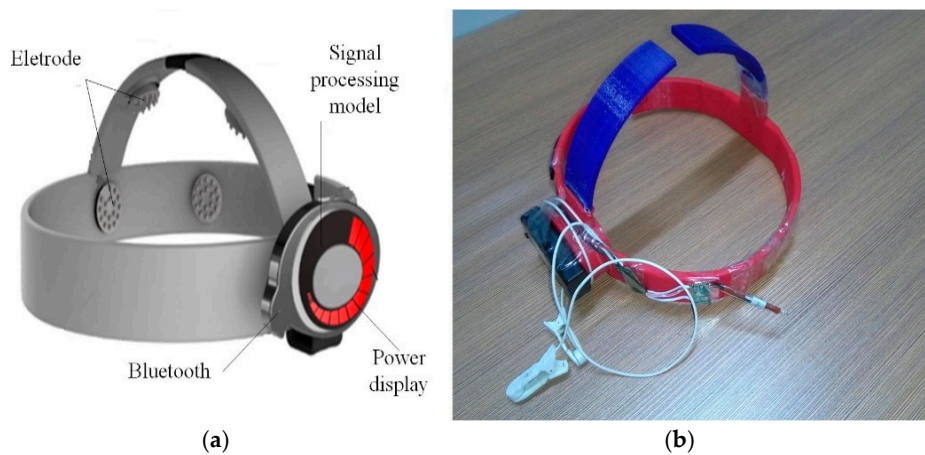 Eletrode
Signal
processing
model
Bluetooth
Power
display
(a)
(b)